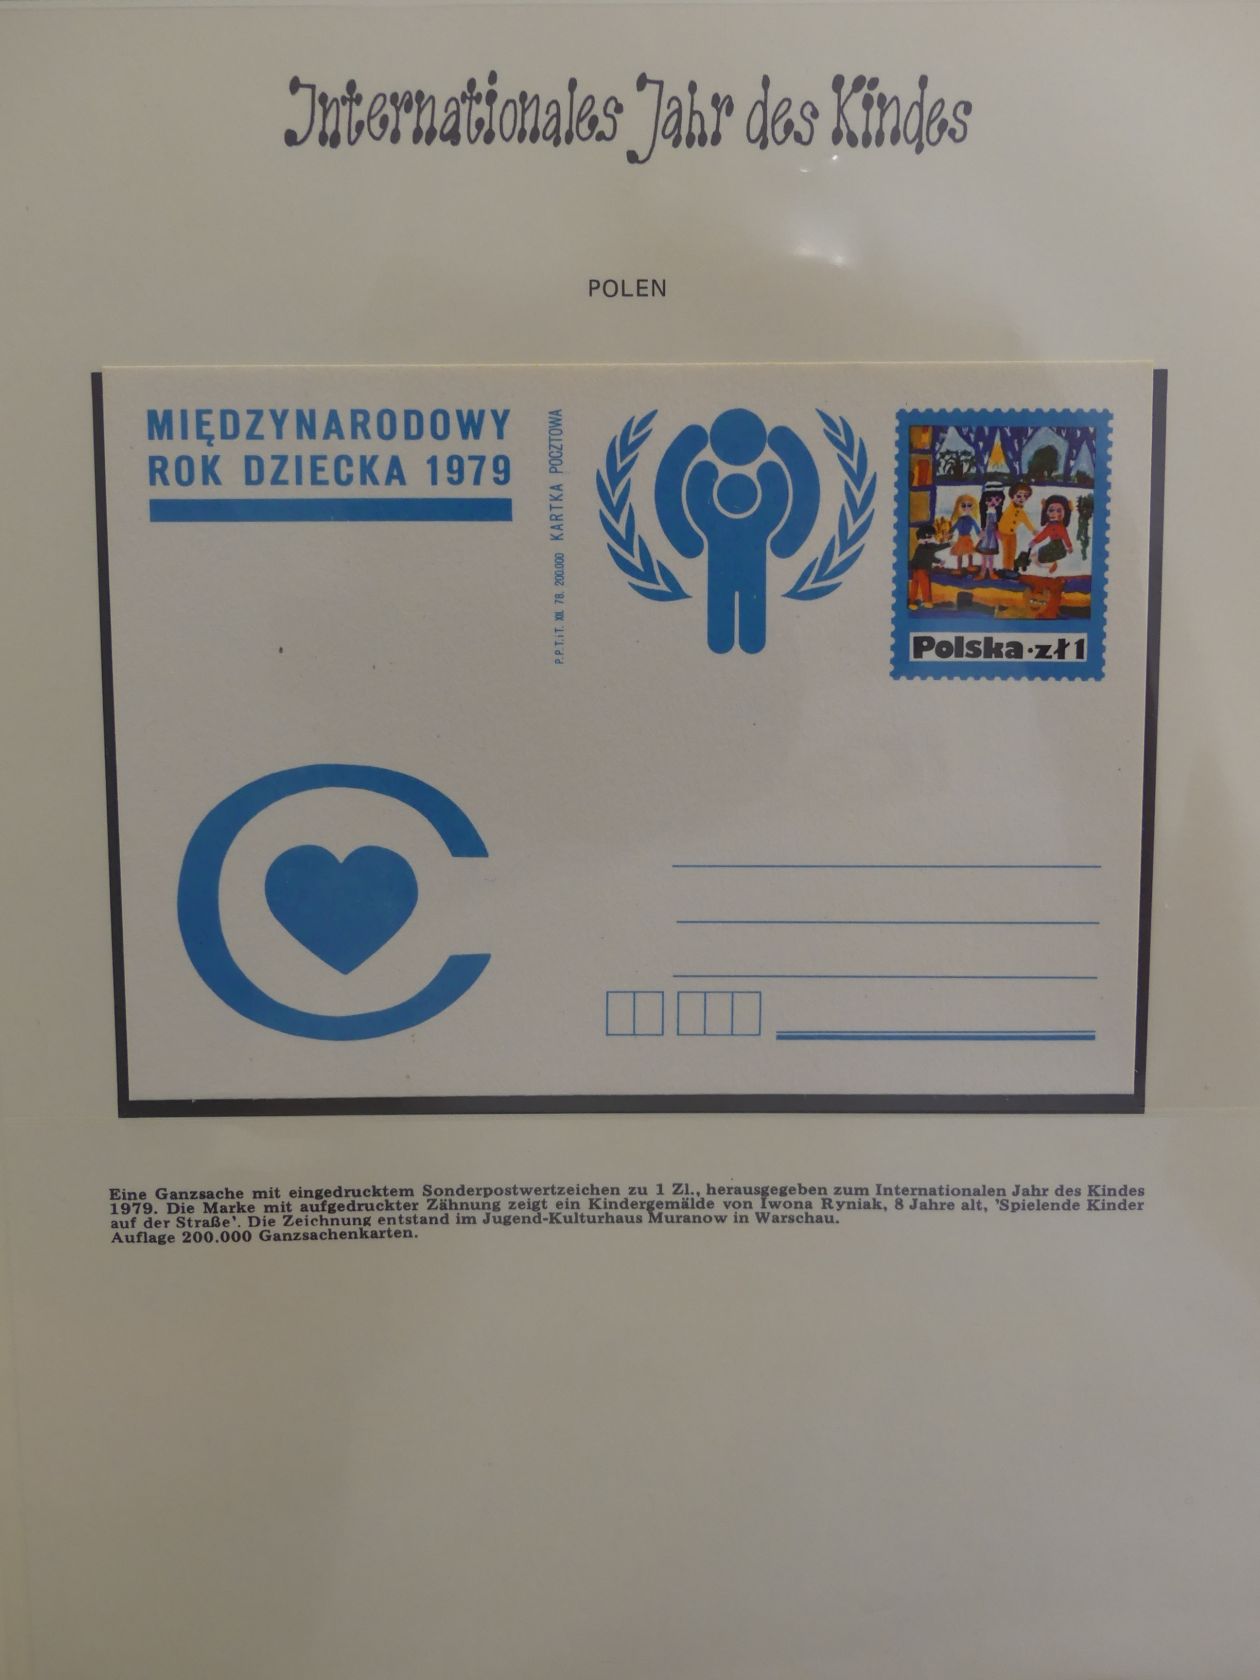 Internationales Jahr des Kindes
POLEN
MIĘDZYNARODOWY
ROK DZIECKA 1979
P.P.T.iT. XII. 78. 200.000 KARTKA POCZTOWA
Polska·zł1
C
Eine Ganzsache mit eingedrucktem Sonderpostwertzeichen zu 1 Zl., herausgegeben zum Internationalen Jahr des Kindes
1979. Die Marke mit aufgedruckter Zähnung zeigt ein Kindergemälde von Iwona Ryniak, 8 Jahre alt, 'Spielende Kinder
auf der Straße'. Die Zeichnung entstand im Jugend-Kulturhaus Muranow in Warschau.
Auflage 200.000 Ganzsachenkarten.